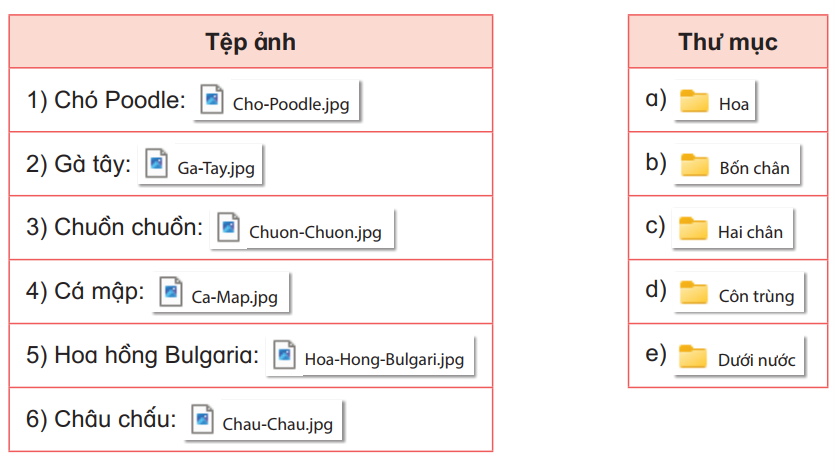 Tệp ảnh
1) Chó Poodle: Cho-Poodle.jpg
2) Gà tây: Ga-Tay.jpg
3) Chuồn chuồn: Chuon-Chuon.jpg
4) Cá mập: Ca-Map.jpg
5) Hoa hồng Bulgaria: Hoa-Hong-Bulgari.jpg
6) Châu chấu: Chau-Chau.jpg
Thư mục
a) Hoa
b) Bốn chân
c) Hai chân
d) Côn trùng
e) Dưới nước